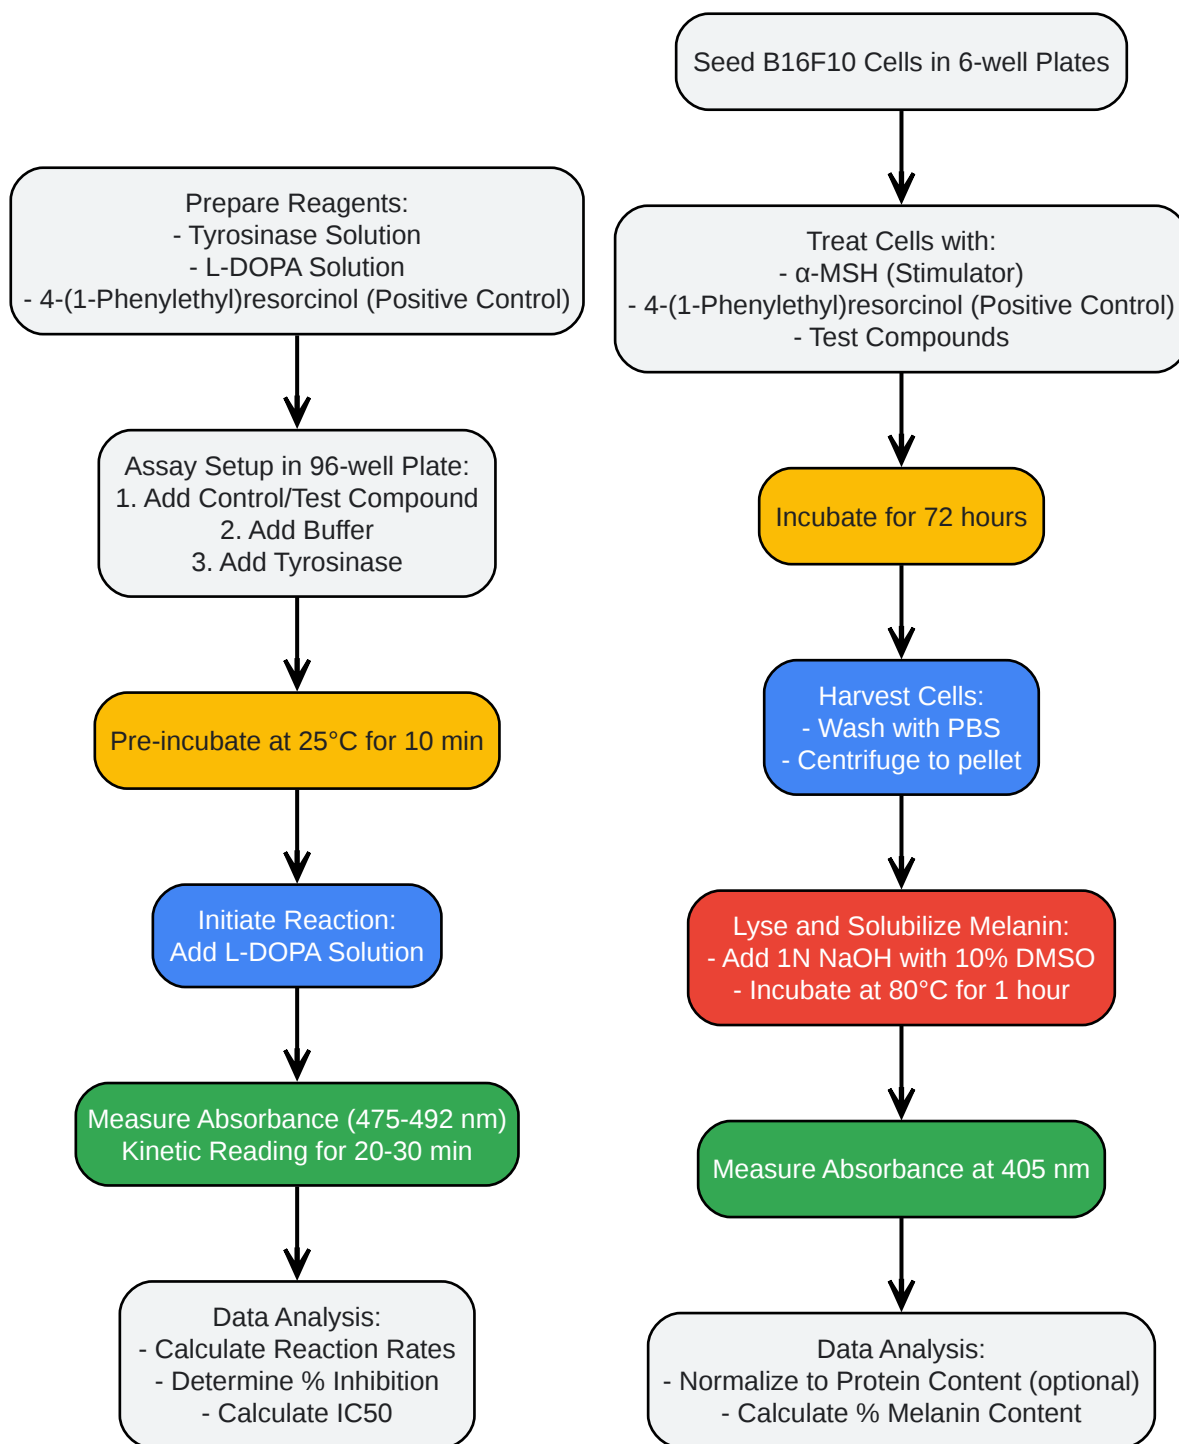 Prepare Reagents:
- Tyrosinase Solution
- L-DOPA Solution
- 4-(1-Phenylethyl)resorcinol (Positive Control)
Assay Setup in 96-well Plate:
1. Add Control/Test Compound
2. Add Buffer
3. Add Tyrosinase
Pre-incubate at 25°C for 10 min
Initiate Reaction:
Add L-DOPA Solution
Measure Absorbance (475-492 nm)
Kinetic Reading for 20-30 min
Data Analysis:
- Calculate Reaction Rates
- Determine % Inhibition
- Calculate IC50
Seed B16F10 Cells in 6-well Plates
Treat Cells with:
- α-MSH (Stimulator)
- 4-(1-Phenylethyl)resorcinol (Positive Control)
- Test Compounds
Incubate for 72 hours
Harvest Cells:
- Wash with PBS
- Centrifuge to pellet
Lyse and Solubilize Melanin:
- Add 1N NaOH with 10% DMSO
- Incubate at 80°C for 1 hour
Measure Absorbance at 405 nm
Data Analysis:
- Normalize to Protein Content (optional)
- Calculate % Melanin Content